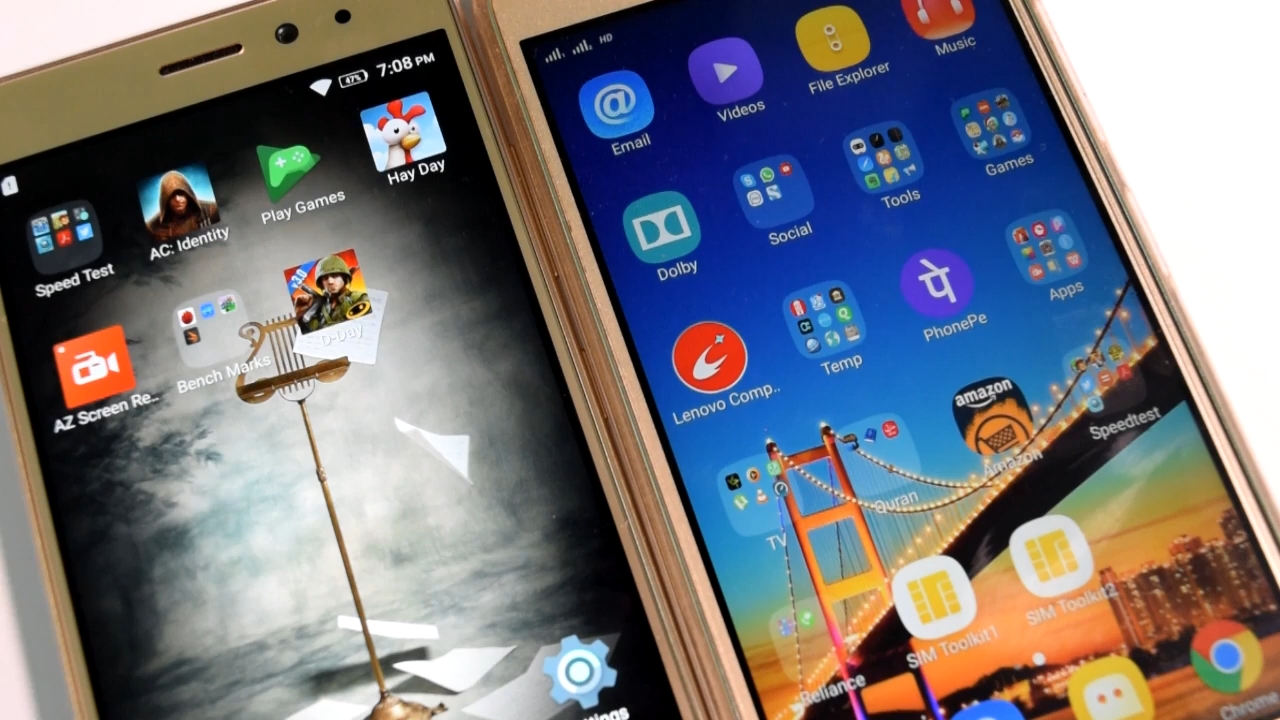 47% 7:08 PM
Speed Test
AC: Identity
Play Games
Hay Day
AZ Screen Re..
Bench Marks
3.0
D-Day
HD
Email
Videos
File Explorer
Music
Dolby
Social
Tools
Games
Lenovo Comp..
Temp
PhonePe
Apps
TV
Quran
amazon
Amazon
Speedtest
Reliance
SIM Toolkit1
SIM Toolkit2
Chrome